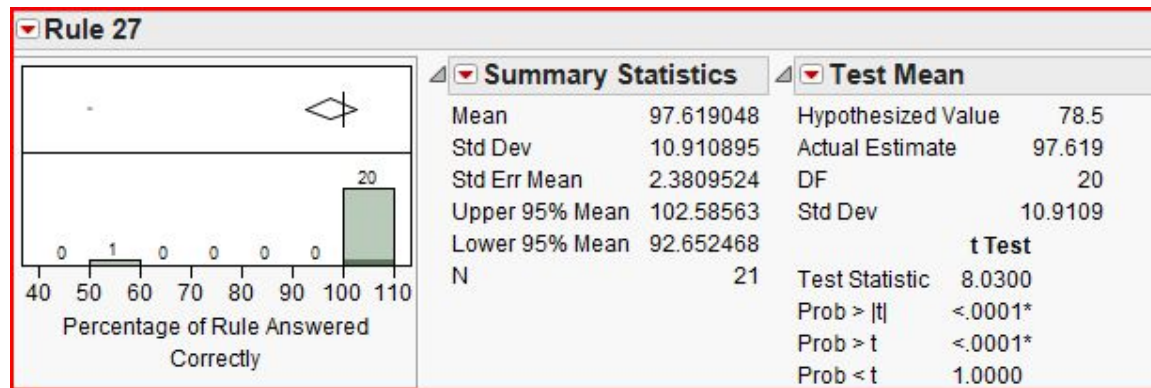 Rule 27
0 1 0 0 0 0 20
40 50 60 70 80 90 100 110
Percentage of Rule Answered
Correctly
Summary Statistics
Mean 97.619048
Std Dev 10.910895
Std Err Mean 2.3809524
Upper 95% Mean 102.58563
Lower 95% Mean 92.652468
N 21
Test Mean
Hypothesized Value 78.5
Actual Estimate 97.619
DF 20
Std Dev 10.9109
t Test
Test Statistic 8.0300
Prob > |t| <.0001*
Prob > t <.0001*
Prob < t 1.0000